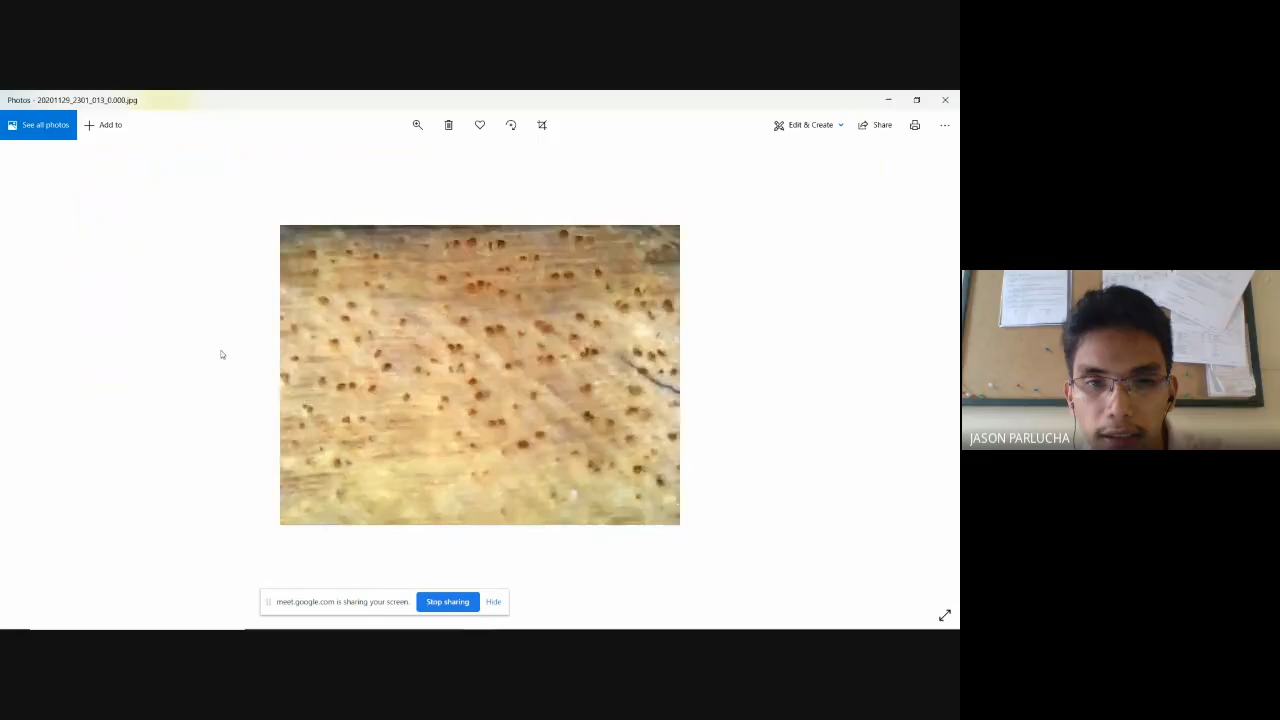 Photos - 20201129_2301_013_0.000.jpg
See all photos
Add to
Edit & Create
Share
meet.google.com is sharing your screen.
Stop sharing
Hide
JASON PARLUCHA